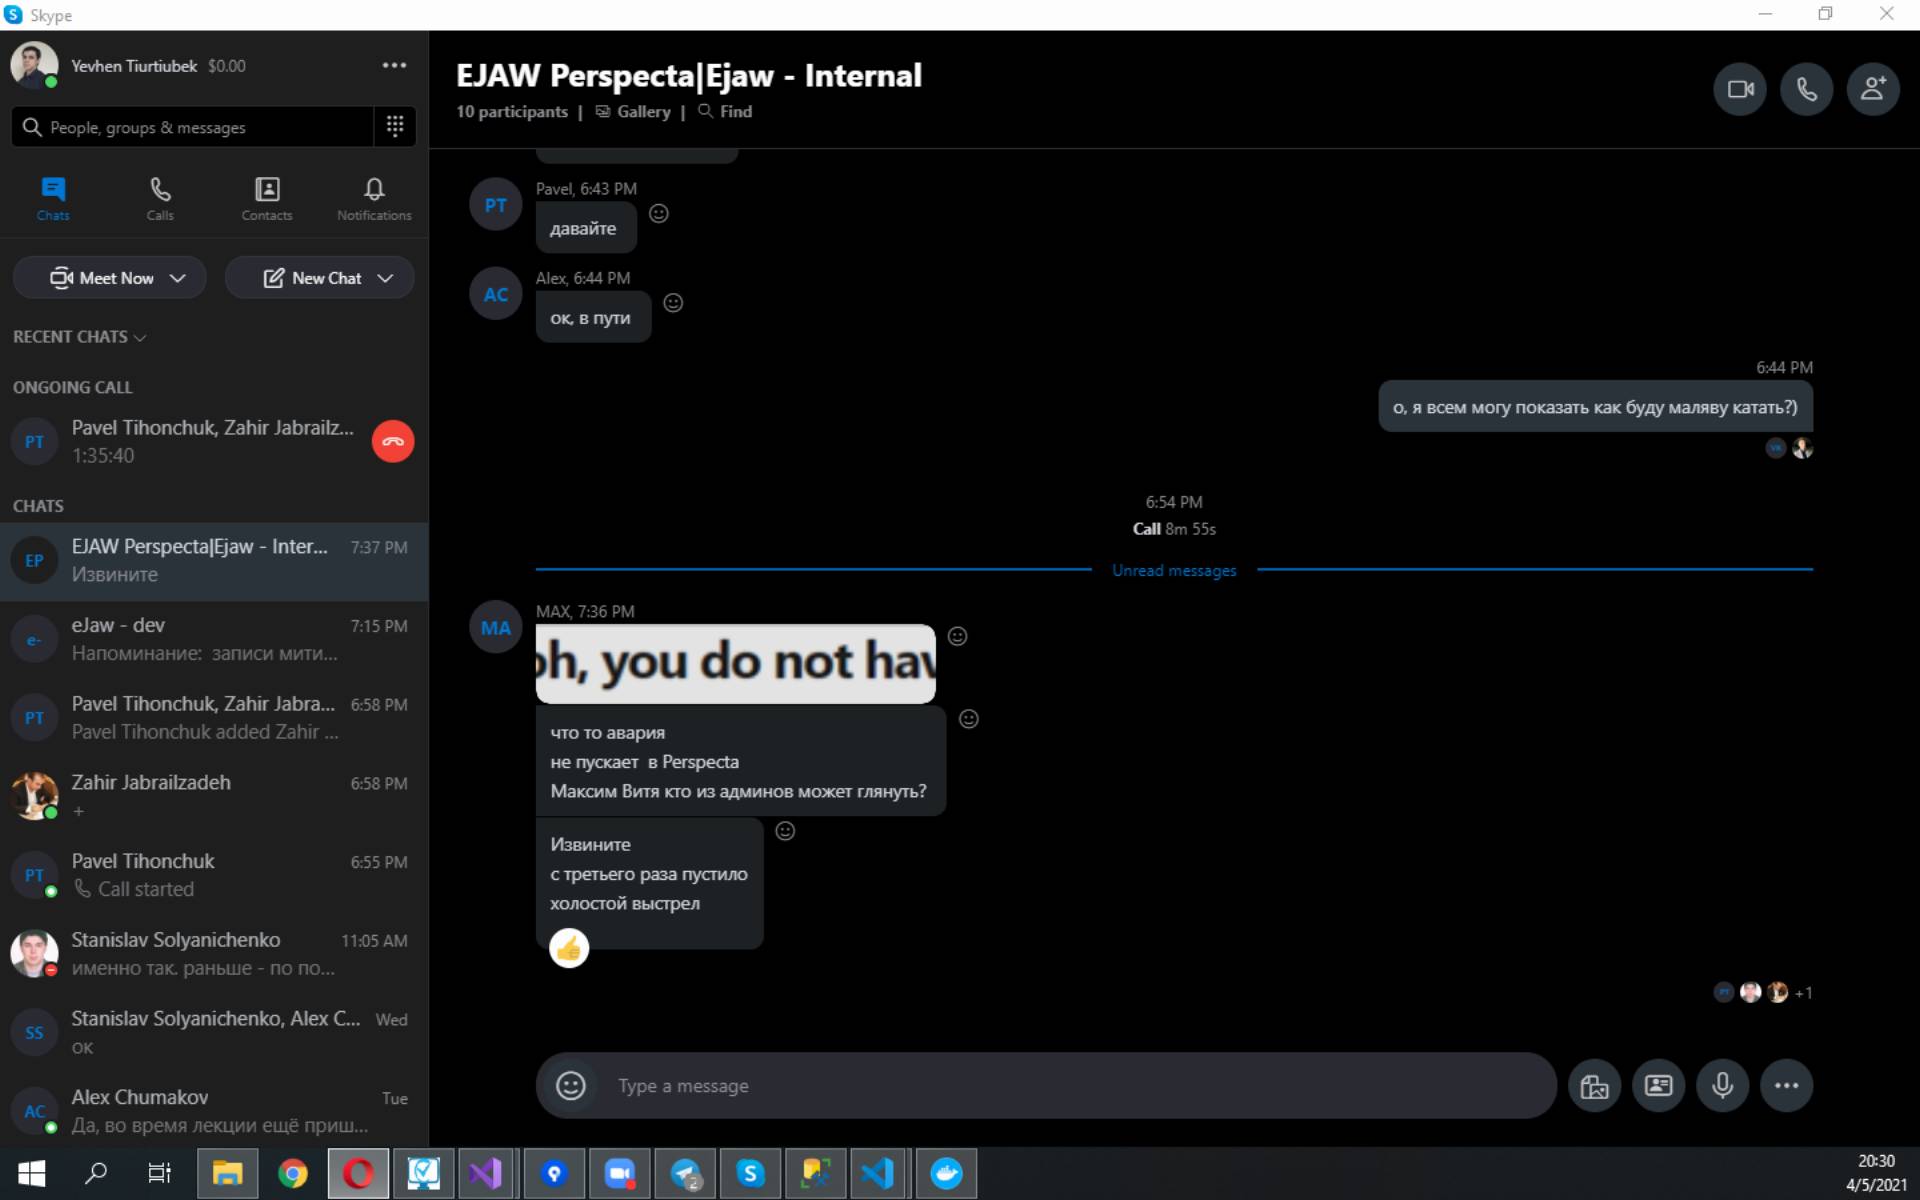 Skype
Yevhen Tiurtiubek $0.00
People, groups & messages
Chats
Calls
Contacts
Notifications
Meet Now
New Chat
RECENT CHATS
ONGOING CALL
PT
Pavel Tihonchuk, Zahir Jabrailz...
1:35:40
CHATS
EP
EJAW Perspecta|Ejaw - Inter... 7:37 PM
Извините
e-
eJaw - dev 7:15 PM
Напоминание: записи мити...
PT
Pavel Tihonchuk, Zahir Jabra... 6:58 PM
Pavel Tihonchuk added Zahir ...
Zahir Jabrailzadeh 6:58 PM
+
PT
Pavel Tihonchuk 6:55 PM
Call started
Stanislav Solyanichenko 11:05 AM
именно так. раньше - по по...
SS
Stanislav Solyanichenko, Alex C... Wed
ок
AC
Alex Chumakov Tue
Да, во время лекции ещё приш...
EJAW Perspecta|Ejaw - Internal
10 participants | Gallery | Find
PT
Pavel, 6:43 PM
давайте
AC
Alex, 6:44 PM
ок, в пути
6:44 PM
о, я всем могу показать как буду маляву катать?)
6:54 PM
Call 8m 55s
Unread messages
MA
MAX, 7:36 PM
oh, you do not hav
что то авария
не пускает в Perspecta
Максим Витя кто из админов может глянуть?
Извините
с третьего раза пустило
холостой выстрел
PT
+1
Type a message
2
20:30
4/5/2021